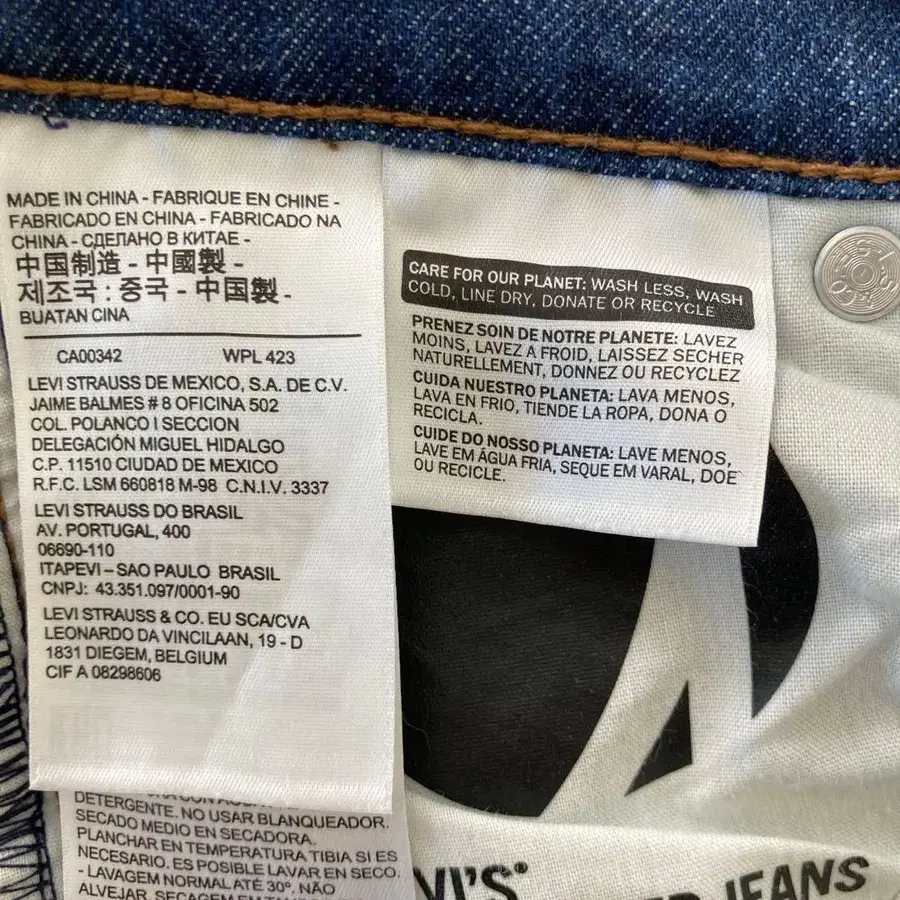 MADE IN CHINA - FABRIQUE EN CHINE -
FABRICADO EN CHINA - FABRICADO NA
CHINA - СДЕЛАНО В КИТАЕ -
中国制造 - 中國製 -
제조국 : 중국 - 中国製 -
BUATAN CINA
CA00342 WPL 423
LEVI STRAUSS DE MEXICO, S.A. DE C.V.
JAIME BALMES # 8 OFICINA 502
COL. POLANCO I SECCION
DELEGACIÓN MIGUEL HIDALGO
C.P. 11510 CIUDAD DE MEXICO
R.F.C. LSM 660818 M-98 C.N.I.V. 3337
LEVI STRAUSS DO BRASIL
AV. PORTUGAL, 400
06690-110
ITAPEVI – SAO PAULO BRASIL
CNPJ: 43.351.097/0001-90
LEVI STRAUSS & CO. EU SCA/CVA
LEONARDO DA VINCILAAN, 19 - D
1831 DIEGEM, BELGIUM
CIF A 08298606
CARE FOR OUR PLANET: WASH LESS, WASH
COLD, LINE DRY, DONATE OR RECYCLE
PRENEZ SOIN DE NOTRE PLANETE: LAVEZ
MOINS, LAVEZ À FROID, LAISSEZ SECHER
NATURELLEMENT, DONNEZ OU RECYCLEZ
CUIDA NUESTRO PLANETA: LAVA MENOS,
LAVA EN FRIO, TIENDE LA ROPA, DONA O
RECICLA.
CUIDE DO NOSSO PLANETA: LAVE MENOS,
LAVE EM ÁGUA FRIA, SEQUE EM VARAL, DOE
OU RECICLE.
DETERGENTE. NO USAR BLANQUEADOR.
SECADO MEDIO EN SECADORA.
PLANCHAR EN TEMPERATURA TIBIA SI ES
NECESARIO. ES POSIBLE LAVAR EN SECO.
- LAVAGEM NORMAL ATÉ 30°. NÃO
ALVEJAR. SECAGEM EM
VI'S®
JEANS